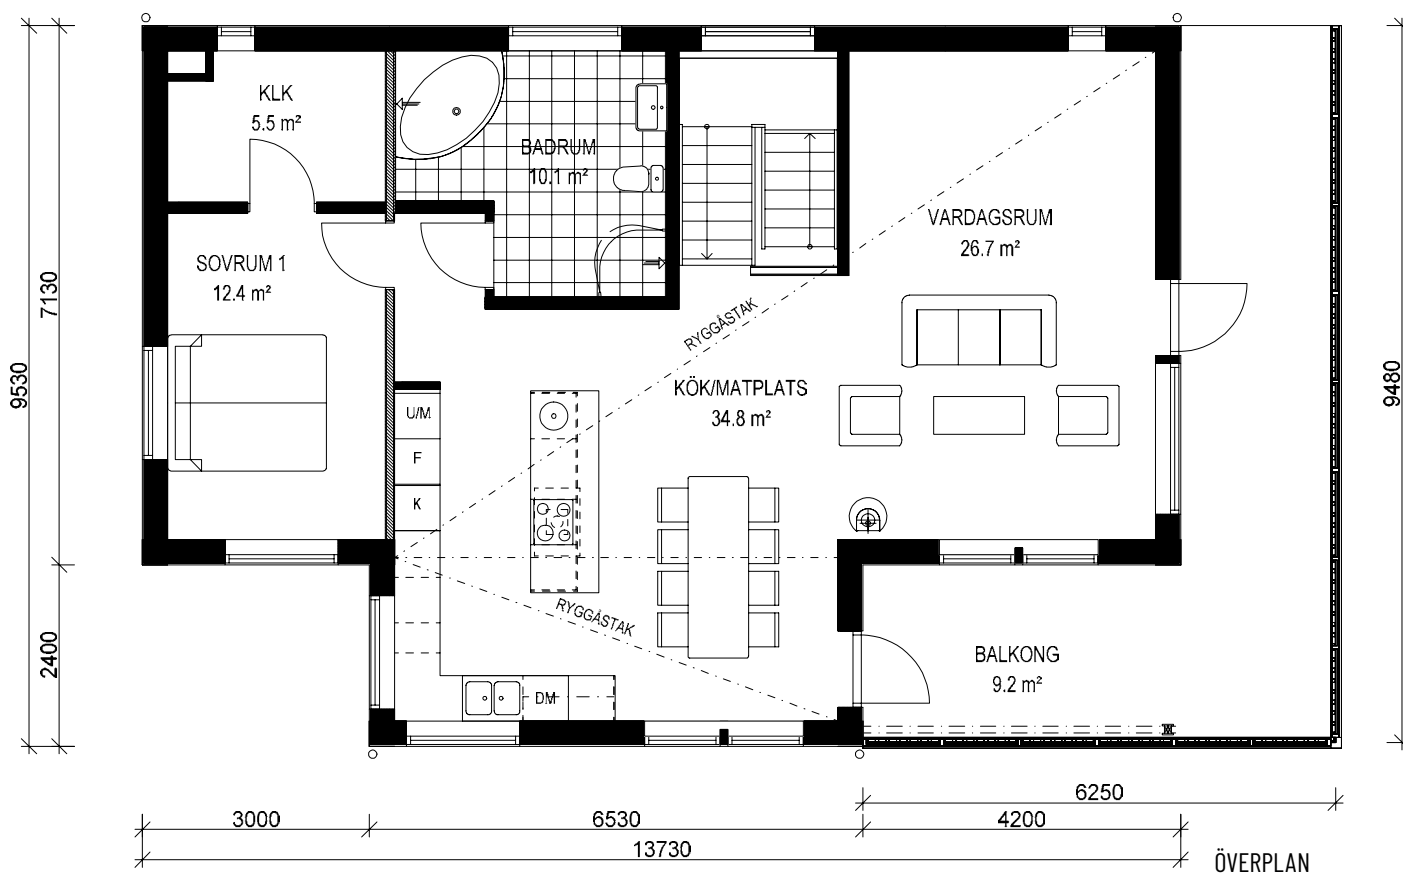 KLK
5.5 m²
BADRUM
10.1 m²
VARDAGSRUM
26.7 m²
SOVRUM 1
12.4 m²
7130
RYGGÅSTAK
9530
9480
KÖK/MATPLATS
34.8 m²
U/M
F
K
RYGGÅSTAK
2400
BALKONG
9.2 m²
DM
6250
3000
6530
4200
13730
ÖVERPLAN